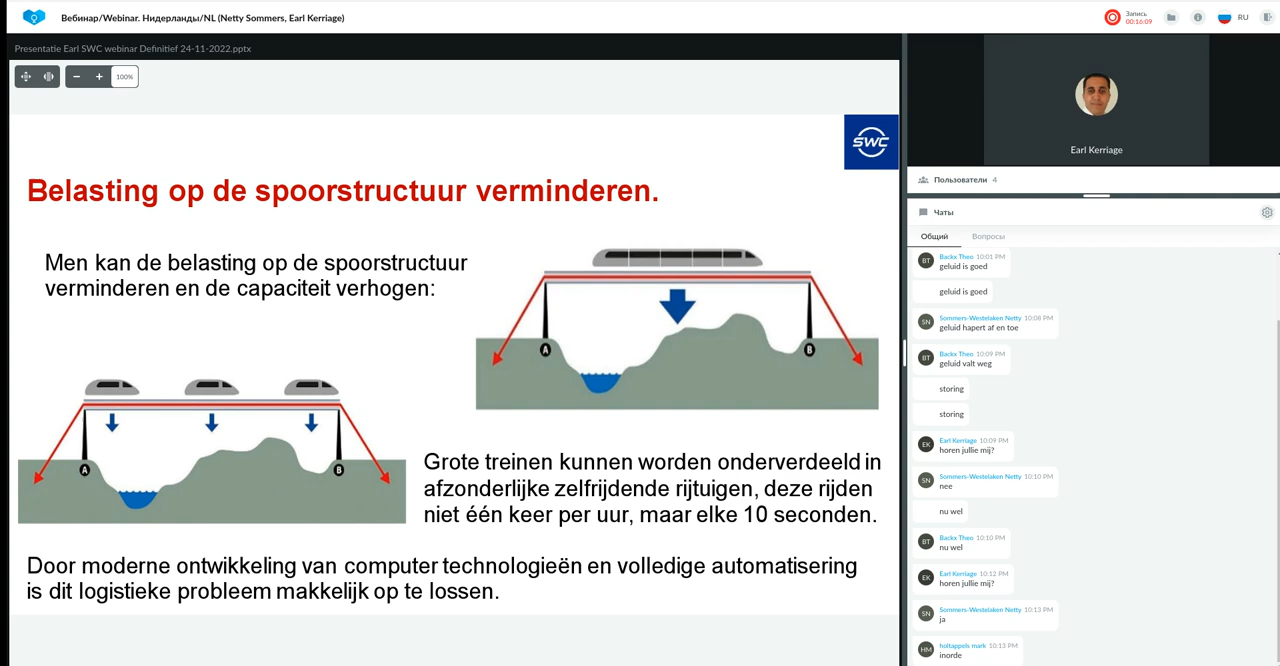 Вебинар/Webinar. Нидерланды/NL (Netty Sommers, Earl Kerriage)
Запись
00:16:09
RU
Presentatie Earl SWC webinar Definitief 24-11-2022.pptx
100%
SWC
Belasting op de spoorstructuur verminderen.
Men kan de belasting op de spoorstructuur
verminderen en de capaciteit verhogen:
A
B
A
B
Grote treinen kunnen worden onderverdeeld in
afzonderlijke zelfrijdende rijtuigen, deze rijden
niet één keer per uur, maar elke 10 seconden.
Door moderne ontwikkeling van computer technologieën en volledige automatisering
is dit logistieke probleem makkelijk op te lossen.
Earl Kerriage
Пользователи 4
Чаты
Общий Вопросы
BT Backx Theo 10:01 PM
geluid is goed
geluid is goed
SN Sommers-Westelaken Netty 10:08 PM
geluid hapert af en toe
BT Backx Theo 10:09 PM
geluid valt weg
storing
storing
EK Earl Kerriage 10:09 PM
horen jullie mij?
SN Sommers-Westelaken Netty 10:10 PM
nee
nu wel
BT Backx Theo 10:10 PM
nu wel
EK Earl Kerriage 10:12 PM
horen jullie mij?
SN Sommers-Westelaken Netty 10:13 PM
ja
HM holtappels mark 10:13 PM
inorde